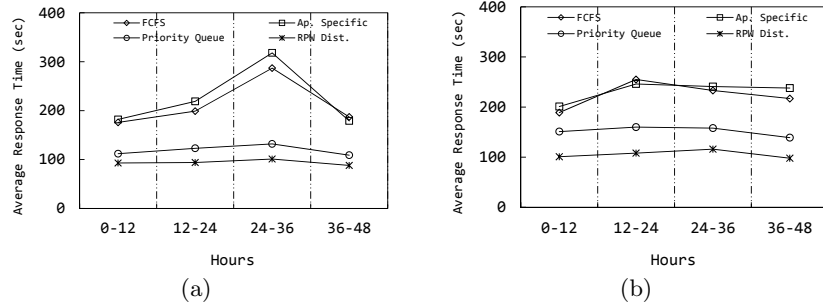 400
300
200
100
0
Average Response Time (sec)
FCFS
Ap. Specific
Priority Queue
RPW Dist.
0-12
12-24
24-36
36-48
Hours
(a)
400
300
200
100
0
Average Response Time (sec)
FCFS
Ap. Specific
Priority Queue
RPW Dist.
0-12
12-24
24-36
36-48
Hours
(b)